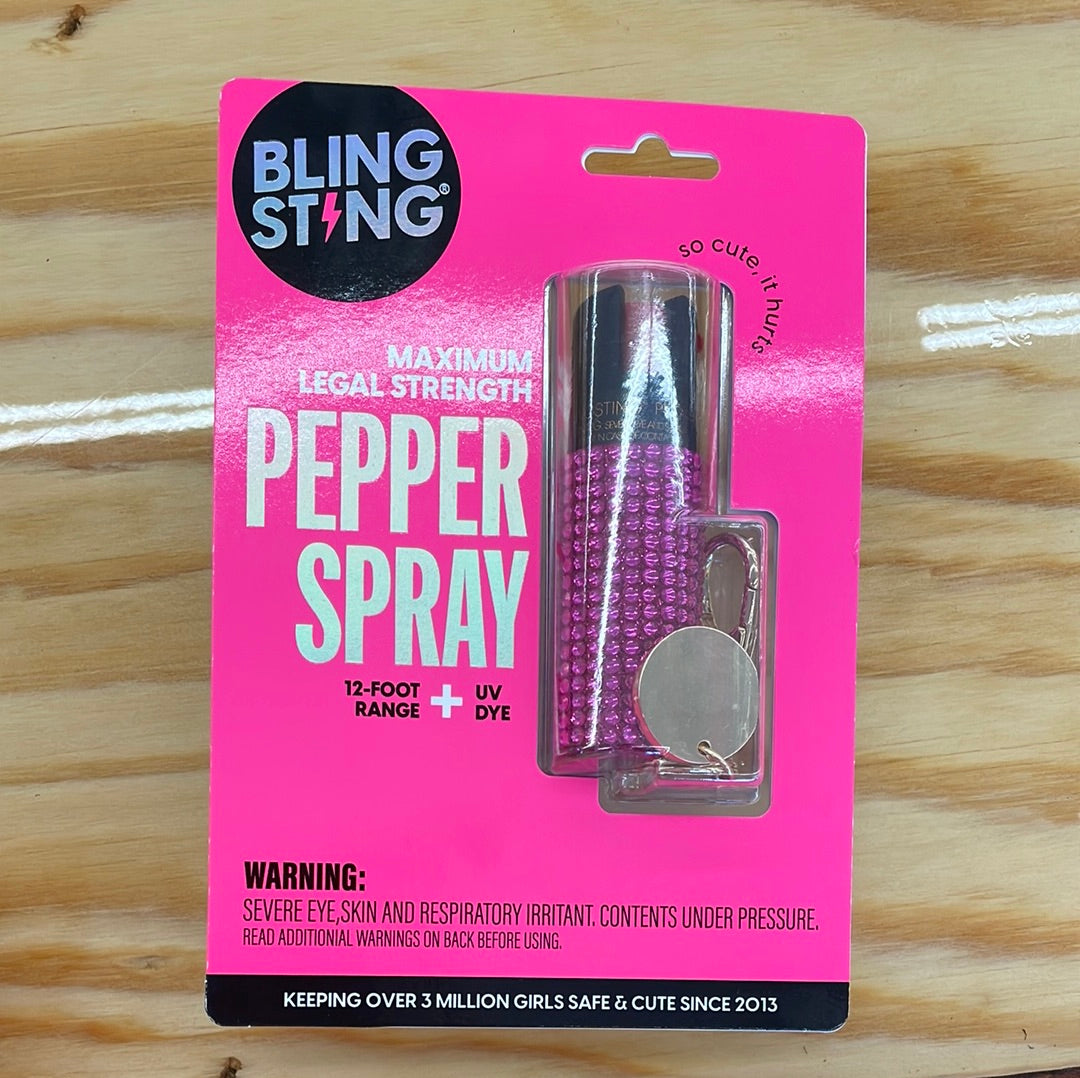 BLING
STING®
so cute, it hurts
MAXIMUM
LEGAL STRENGTH
PEPPER
SPRAY
12-FOOT
RANGE
+
UV
DYE
WARNING:
SEVERE EYE,SKIN AND RESPIRATORY IRRITANT. CONTENTS UNDER PRESSURE.
READ ADDITIONIAL WARNINGS ON BACK BEFORE USING.
KEEPING OVER 3 MILLION GIRLS SAFE & CUTE SINCE 2013